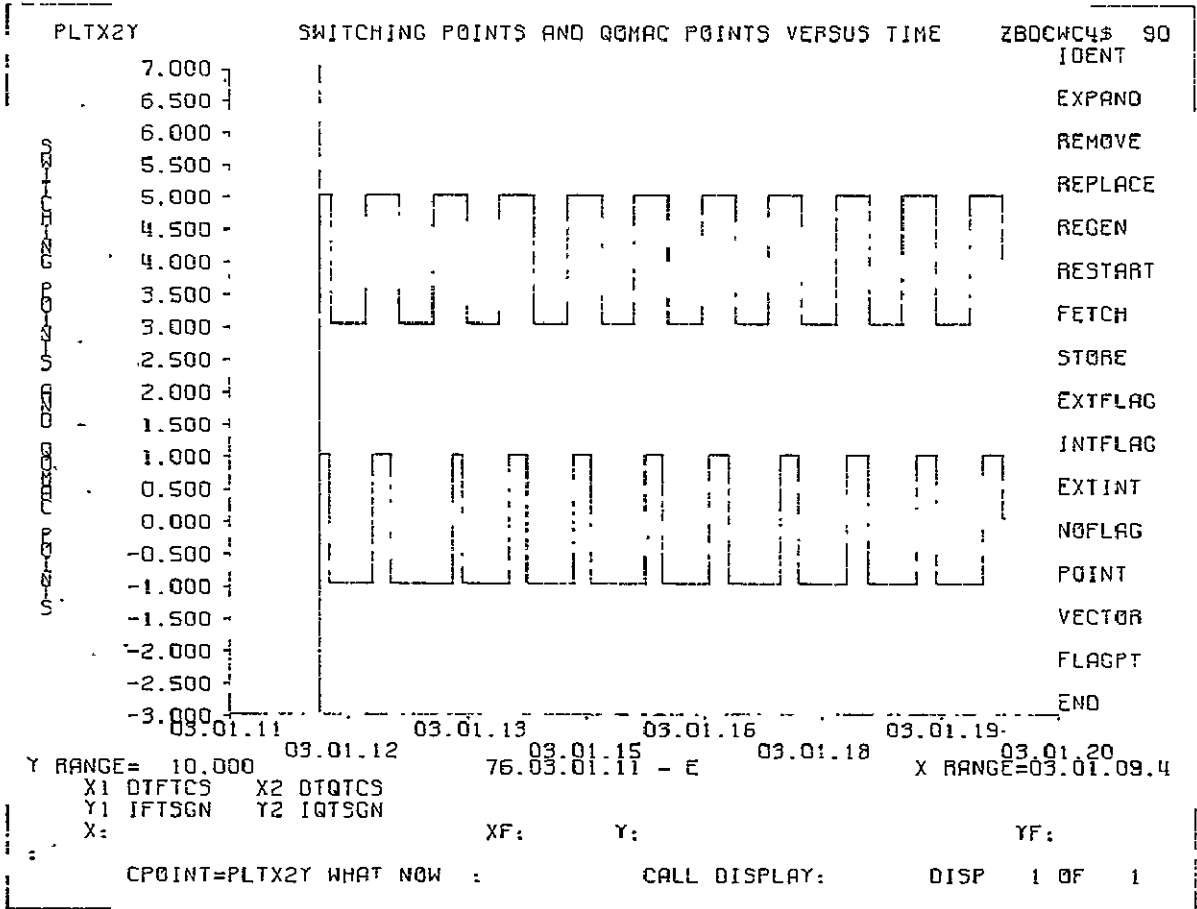 PLTX2Y SWITCHING POINTS AND QOMAC POINTS VERSUS TIME ZBDCWC4$ 90
IDENT
EXPAND
REMOVE
REPLACE
REGEN
RESTART
FETCH
STORE
EXTFLAG
INTFLAG
EXTINT
NOFLAG
POINT
VECTOR
FLAGPT
END
SWITCHING POINTS AND QOMAC POINTS
7.000
6.500
6.000
5.500
5.000
4.500
4.000
3.500
3.000
2.500
2.000
1.500
1.000
0.500
0.000
-0.500
-1.000
-1.500
-2.000
-2.500
-3.000
03.01.11 03.01.13 03.01.16 03.01.19
03.01.12 03.01.15 03.01.18 03.01.20
Y RANGE= 10.000 76.03.01.11 - E X RANGE=03.01.09.4
X1 DTFTCS X2 DTQTCS
Y1 IFTSGN Y2 IQTSGN
X: XF: Y: YF:
:
CPOINT=PLTX2Y WHAT NOW : CALL DISPLAY: DISP 1 OF 1